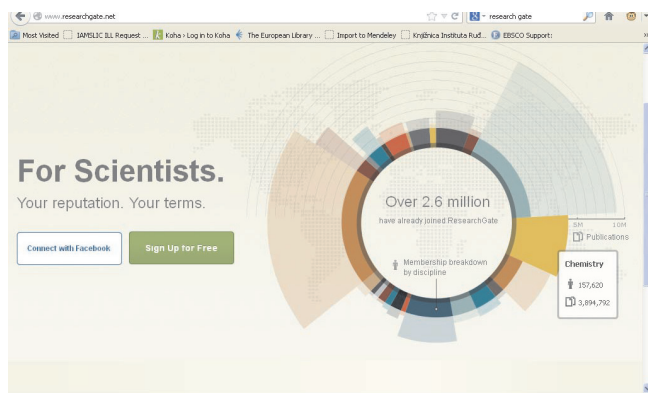 www.researchgate.net
research gate
Most Visited
IAMSLIC ILL Request ...
Koha › Log in to Koha
The European Library ...
Import to Mendeley
Knjižnica Instituta Ruđ...
EBSCO Support:
For Scientists.
Your reputation. Your terms.
Connect with Facebook
Sign Up for Free
Over 2.6 million
have already joined ResearchGate
Membership breakdown
by discipline
5M 10M
Publications
Chemistry
157,620
3,894,792